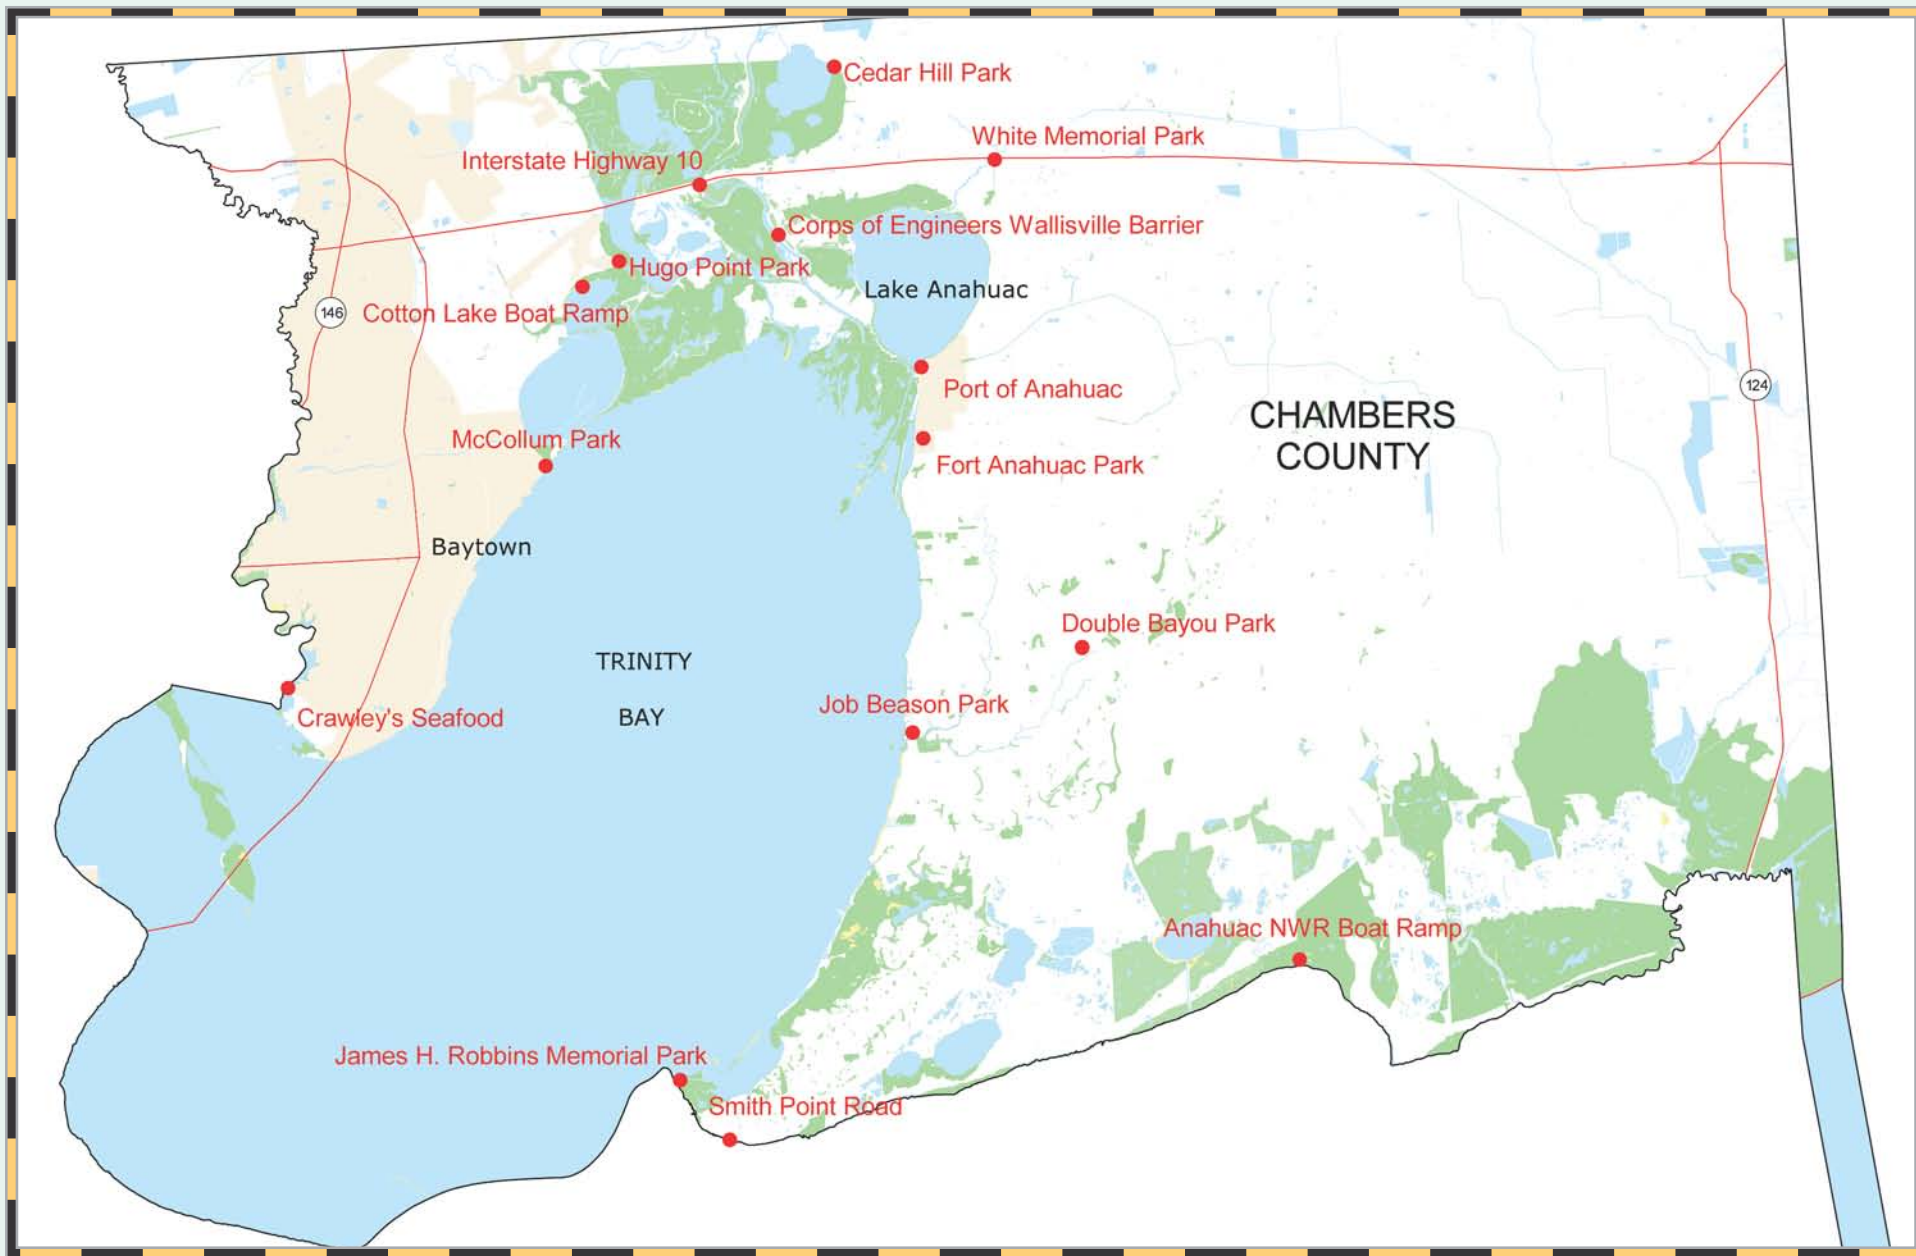 Cedar Hill Park
White Memorial Park
Interstate Highway 10
Corps of Engineers Wallisville Barrier
Hugo Point Park
Lake Anahuac
146
Cotton Lake Boat Ramp
Port of Anahuac
124
CHAMBERS
COUNTY
McCollum Park
Fort Anahuac Park
Baytown
Double Bayou Park
TRINITY
BAY
Job Beason Park
Crawley's Seafood
Anahuac NWR Boat Ramp
James H. Robbins Memorial Park
Smith Point Road